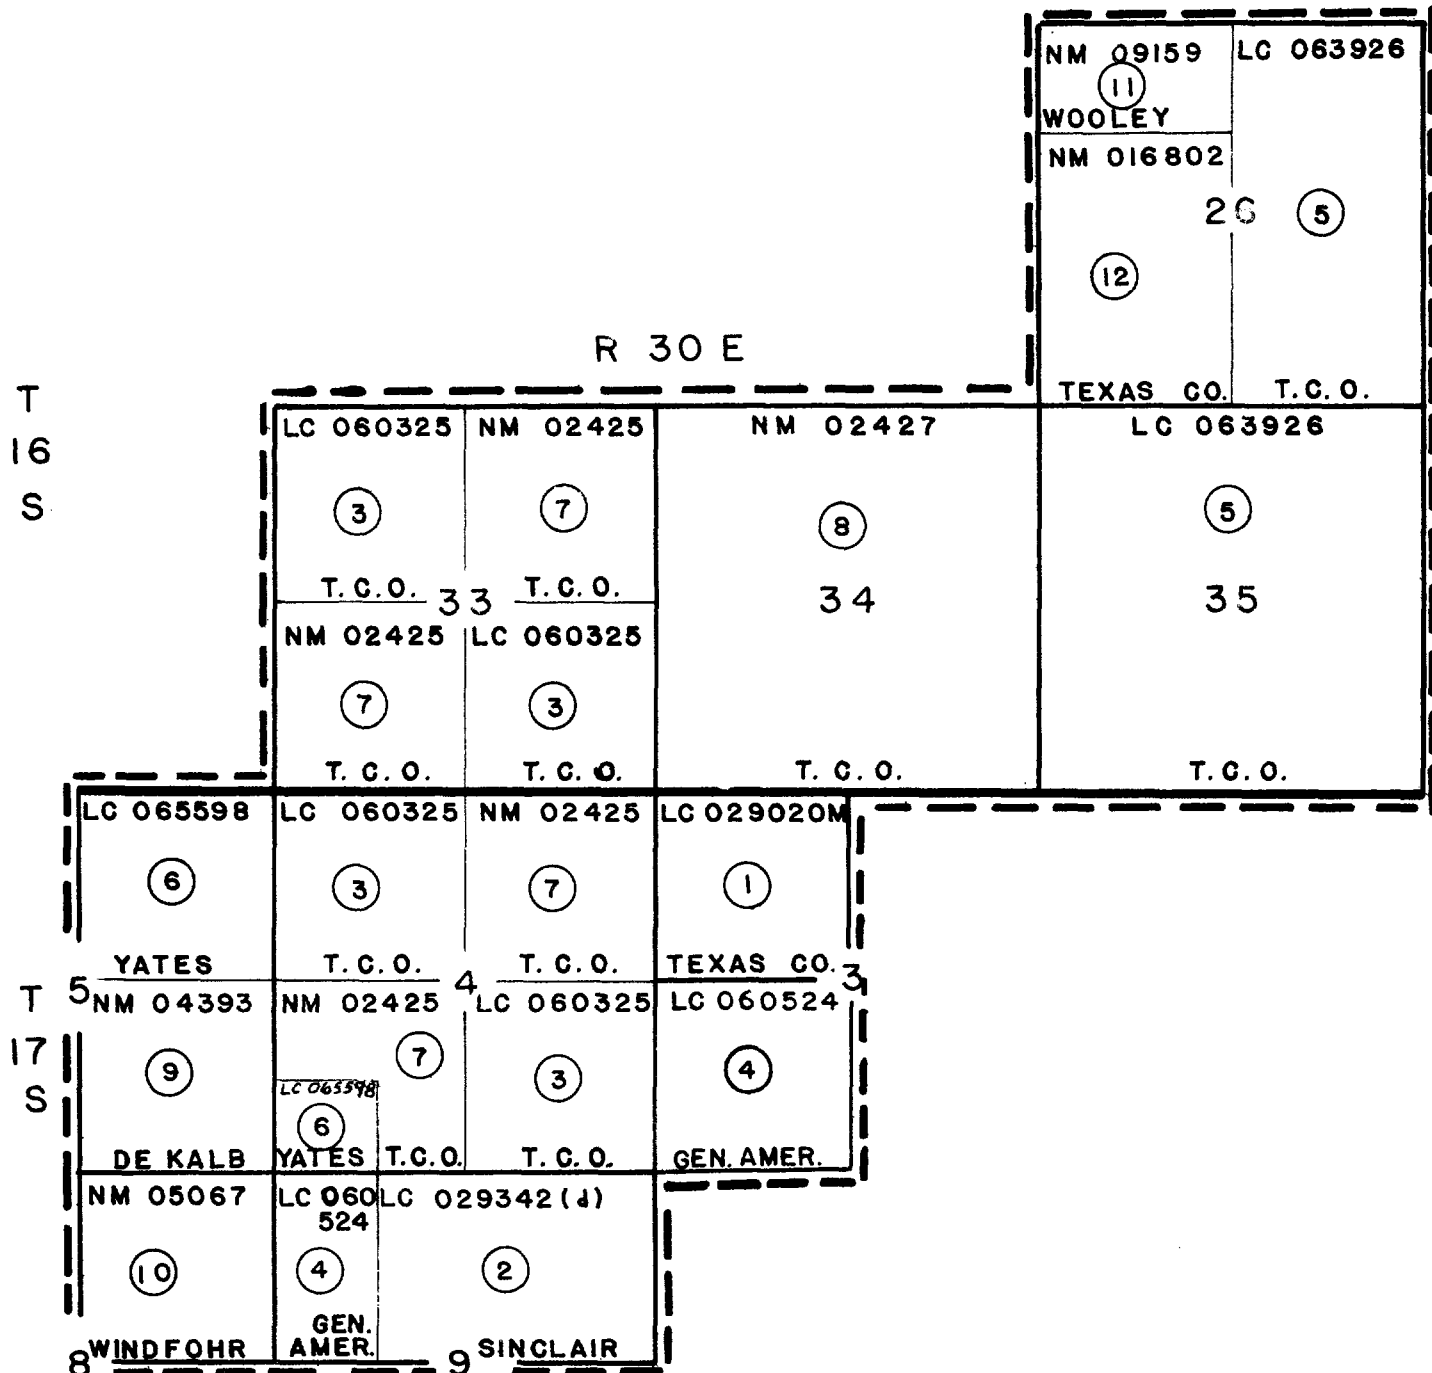 NM 09159 LC 063926
11
WOOLEY
NM 016802
26 5
12
R 30 E
TEXAS CO. T.C.O.
T
16
S
LC 060325 NM 02425 NM 02427 LC 063926
3 7 8 5
T.C.O. 33 T.C.O. 34 35
NM 02425 LC 060325
7 3
T.C.O. T.C.O. T.C.O. T.C.O.
LC 065598 LC 060325 NM 02425 LC 029020M
6 3 7 1
YATES T.C.O. 4 T.C.O. TEXAS CO. 3
T
17
S
5 NM 04393 NM 02425 LC 060325 LC 060524
9 7 3 4
LC 065598
6
DE KALB YATES T.C.O. T.C.O. GEN. AMER.
NM 05067 LC 060 LC 029342(d)
524
10 4 2
GEN.
8 WINDFOHR AMER. 9 SINCLAIR